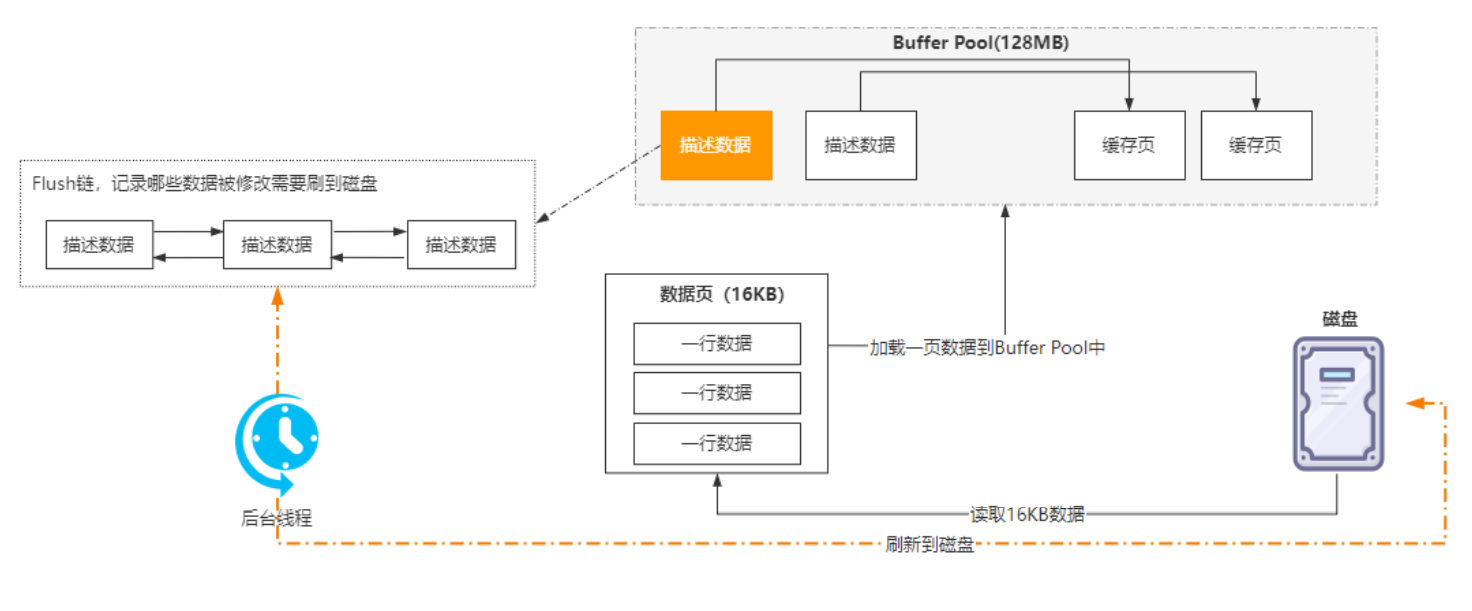 Buffer Pool(128MB)
描述数据
描述数据
缓存页
缓存页
Flush链，记录哪些数据被修改需要刷到磁盘
描述数据
描述数据
描述数据
数据页（16KB）
一行数据
一行数据
一行数据
加载一页数据到Buffer Pool中
磁盘
后台线程
读取16KB数据
刷新到磁盘